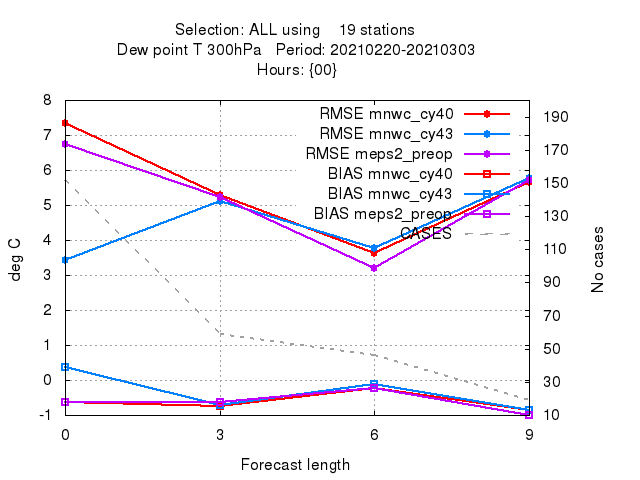 Selection: ALL using 19 stations
Dew point T 300hPa Period: 20210220-20210303
Hours: {00}
RMSE mnwc_cy40
RMSE mnwc_cy43
RMSE meps2_preop
BIAS mnwc_cy40
BIAS mnwc_cy43
BIAS meps2_preop
CASES
8
7
6
5
4
3
2
1
0
-1
deg C
190
170
150
130
110
90
70
50
30
10
No cases
0 3 6 9
Forecast length